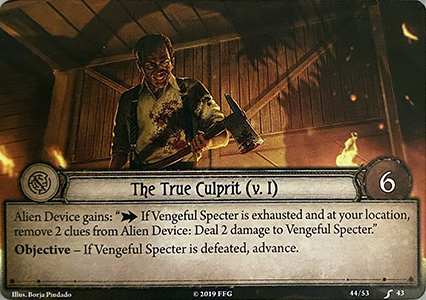 The True Culprit (v. I)
6
Alien Device gains: “ If Vengeful Specter is exhausted and at your location,
remove 2 clues from Alien Device: Deal 2 damage to Vengeful Specter.”
Objective – If Vengeful Specter is defeated, advance.
Illus. Borja Pindado
© 2019 FFG
44/53
43